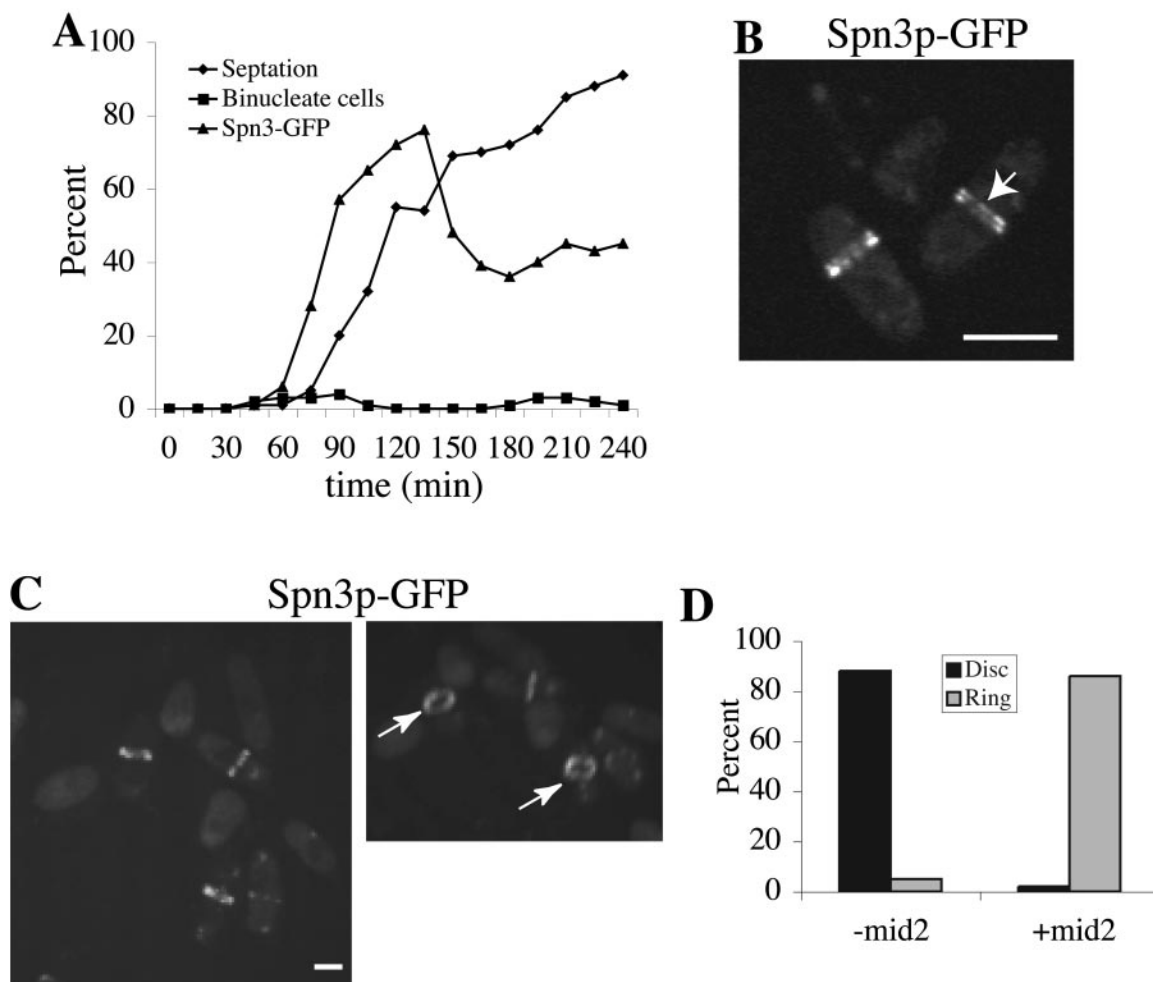 A
100
80
60
40
20
0
Percent
Septation
Binucleate cells
Spn3-GFP
0 30 60 90 120 150 180 210 240
time (min)
B
Spn3p-GFP
C
Spn3p-GFP
D
100
80
60
40
20
0
Percent
Disc
Ring
-mid2 +mid2